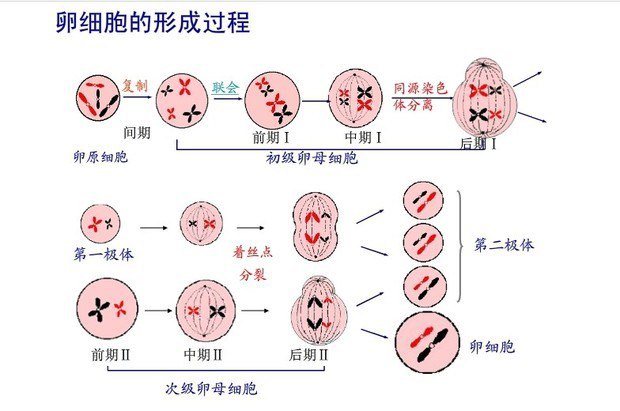 卵细胞的形成过程
复制
联会
同源染色
体分离
间期
前期Ⅰ
中期Ⅰ
后期Ⅰ
卵原细胞
初级卵母细胞
第一极体
着丝点
分裂
第二极体
前期Ⅱ
中期Ⅱ
后期Ⅱ
卵细胞
次级卵母细胞